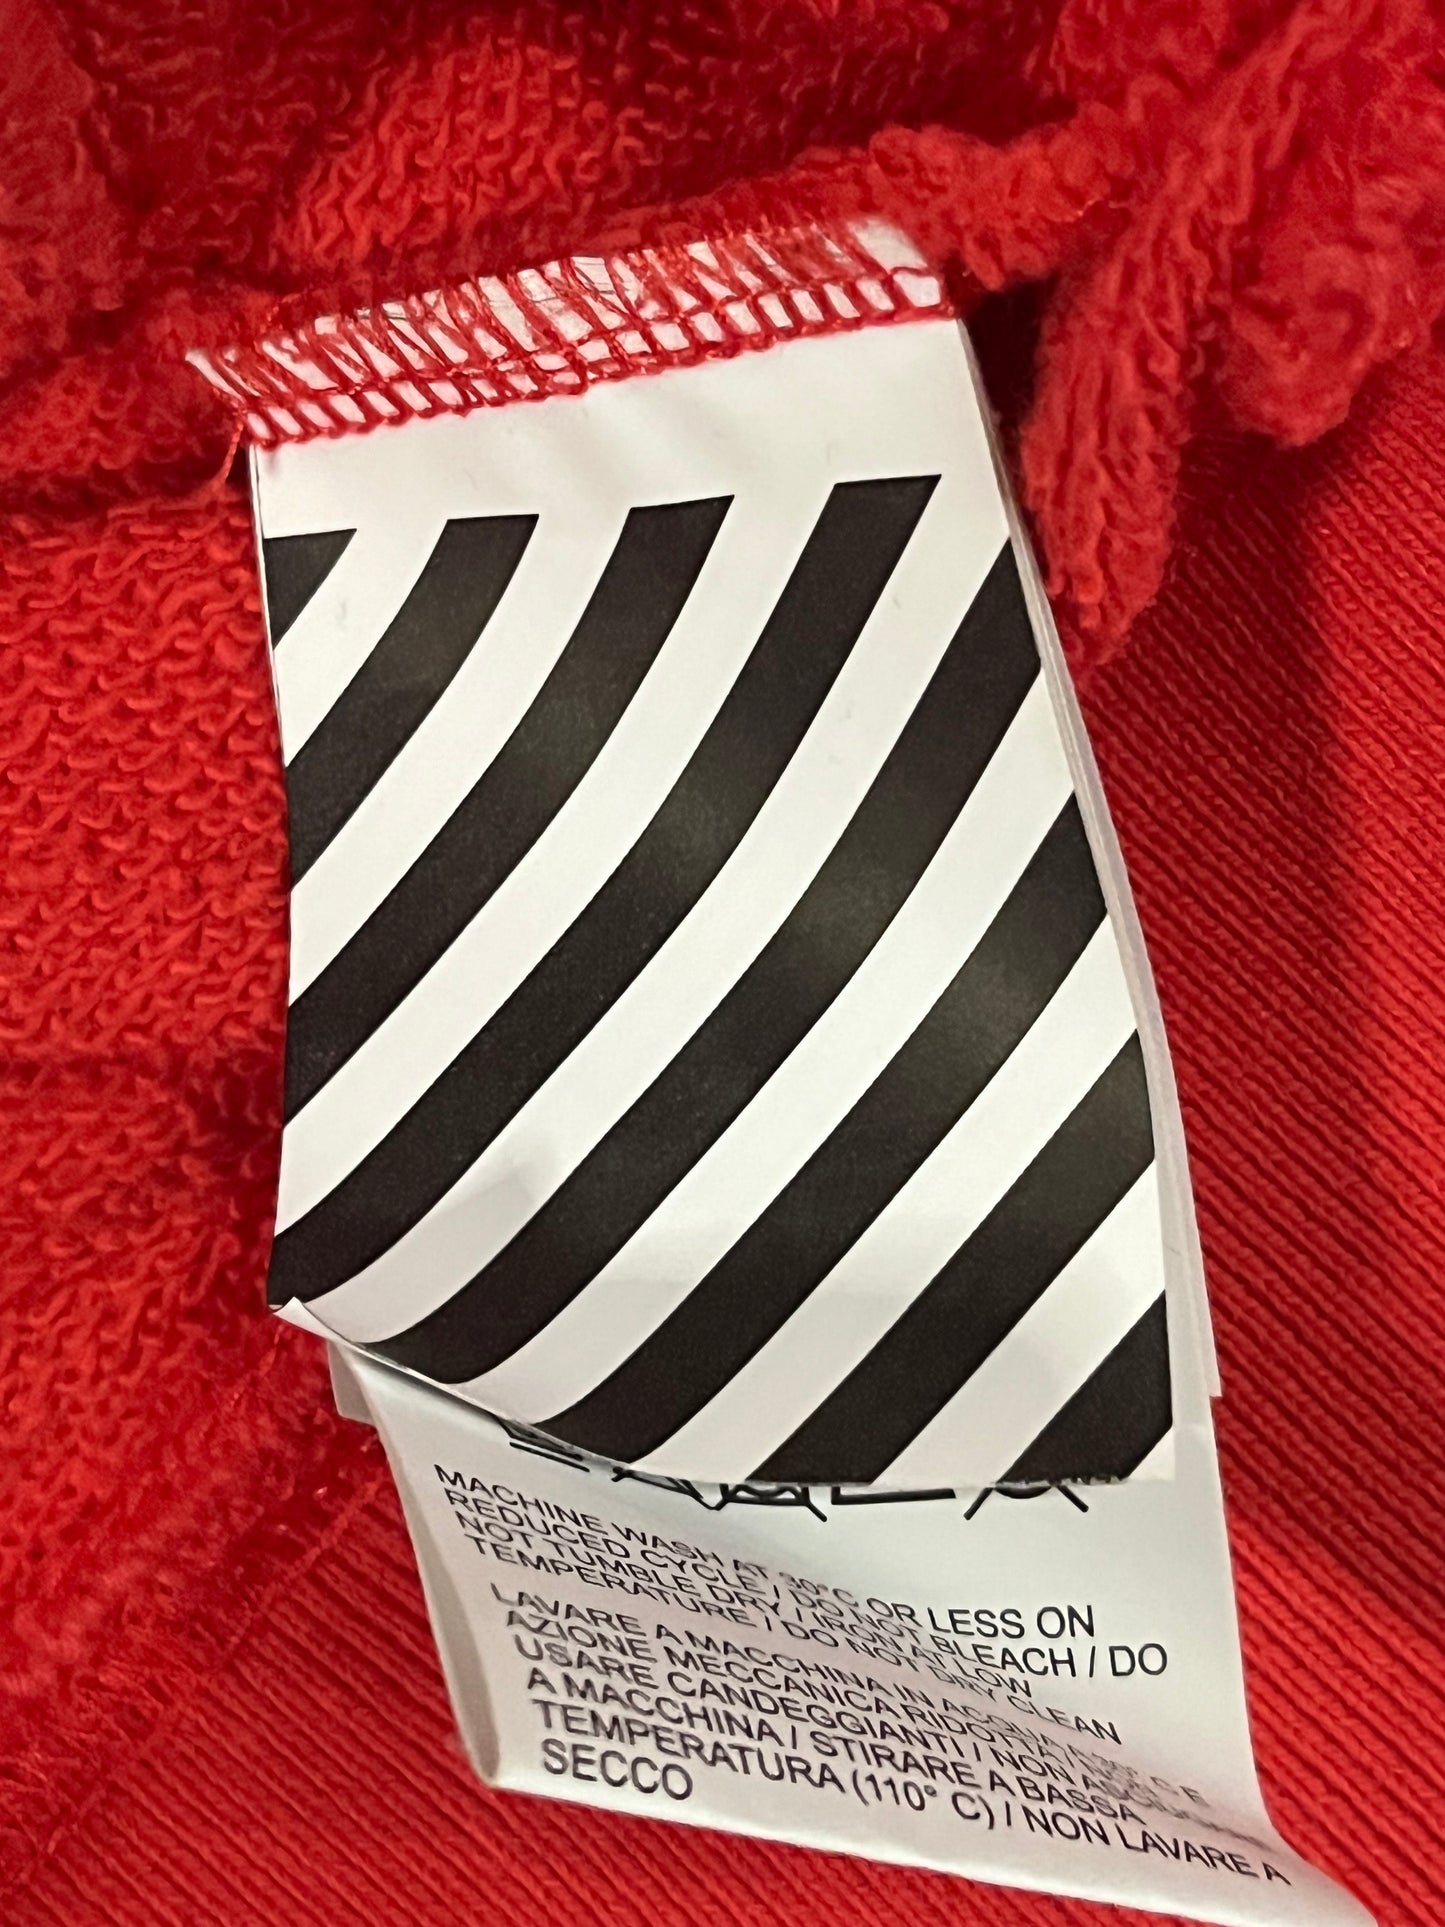 MACHINE WASH AT 30° C OR LESS ON
REDUCED CYCLE / DO NOT BLEACH / DO
NOT TUMBLE DRY / IRON AT LOW
TEMPERATURE / DO NOT DRY CLEAN
LAVARE A MACCHINA IN ACQUA
AZIONE MECCANICA RIDOTTA / NON
USARE CANDEGGIANTI / NON
A MACCHINA / STIRARE A BASSA
TEMPERATURA (110° C) / NON LAVARE A
SECCO